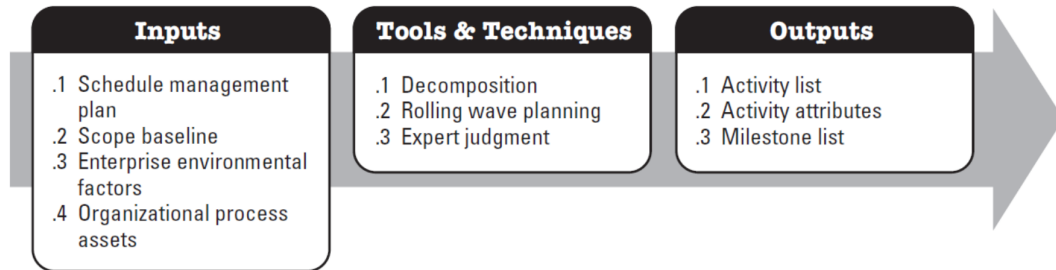 Inputs
.1 Schedule management
plan
.2 Scope baseline
.3 Enterprise environmental
factors
.4 Organizational process
assets
Tools & Techniques
.1 Decomposition
.2 Rolling wave planning
.3 Expert judgment
Outputs
.1 Activity list
.2 Activity attributes
.3 Milestone list